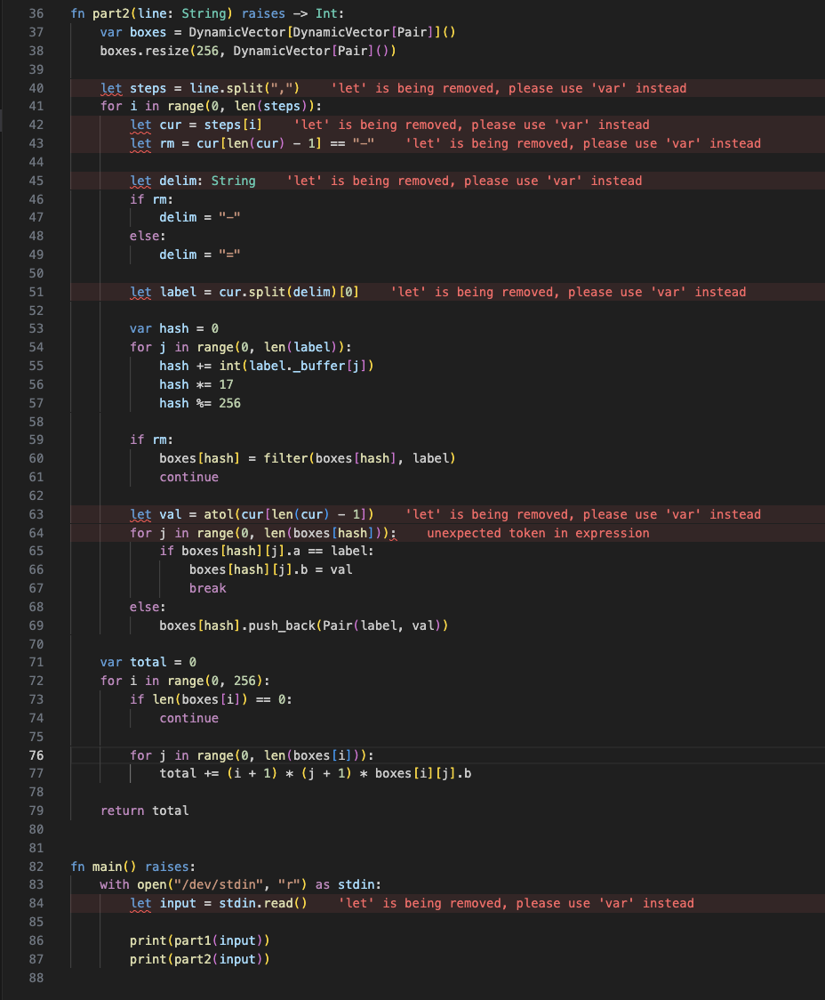 36 fn part2(line: String) raises -> Int:
37     var boxes = DynamicVector[DynamicVector[Pair]]()
38     boxes.resize(256, DynamicVector[Pair]())
39
40     let steps = line.split(",")    'let' is being removed, please use 'var' instead
41     for i in range(0, len(steps)):
42         let cur = steps[i]    'let' is being removed, please use 'var' instead
43         let rm = cur[len(cur) - 1] == "-"    'let' is being removed, please use 'var' instead
44
45         let delim: String    'let' is being removed, please use 'var' instead
46         if rm:
47             delim = "-"
48         else:
49             delim = "="
50
51         let label = cur.split(delim)[0]    'let' is being removed, please use 'var' instead
52
53         var hash = 0
54         for j in range(0, len(label)):
55             hash += int(label._buffer[j])
56             hash *= 17
57             hash %= 256
58
59         if rm:
60             boxes[hash] = filter(boxes[hash], label)
61             continue
62
63         let val = atol(cur[len(cur) - 1])    'let' is being removed, please use 'var' instead
64         for j in range(0, len(boxes[hash])):    unexpected token in expression
65             if boxes[hash][j].a == label:
66                 boxes[hash][j].b = val
67                 break
68         else:
69             boxes[hash].push_back(Pair(label, val))
70
71     var total = 0
72     for i in range(0, 256):
73         if len(boxes[i]) == 0:
74             continue
75
76         for j in range(0, len(boxes[i])):
77             total += (i + 1) * (j + 1) * boxes[i][j].b
78
79     return total
80
81
82 fn main() raises:
83     with open("/dev/stdin", "r") as stdin:
84         let input = stdin.read()    'let' is being removed, please use 'var' instead
85
86         print(part1(input))
87         print(part2(input))
88